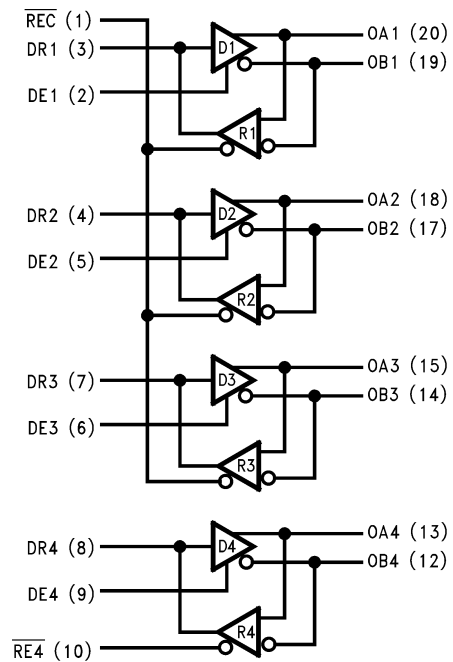 REC (1)
DR1 (3)
DE1 (2)
D1
R1
OA1 (20)
OB1 (19)
DR2 (4)
DE2 (5)
D2
R2
OA2 (18)
OB2 (17)
DR3 (7)
DE3 (6)
D3
R3
OA3 (15)
OB3 (14)
DR4 (8)
DE4 (9)
RE4 (10)
D4
R4
OA4 (13)
OB4 (12)